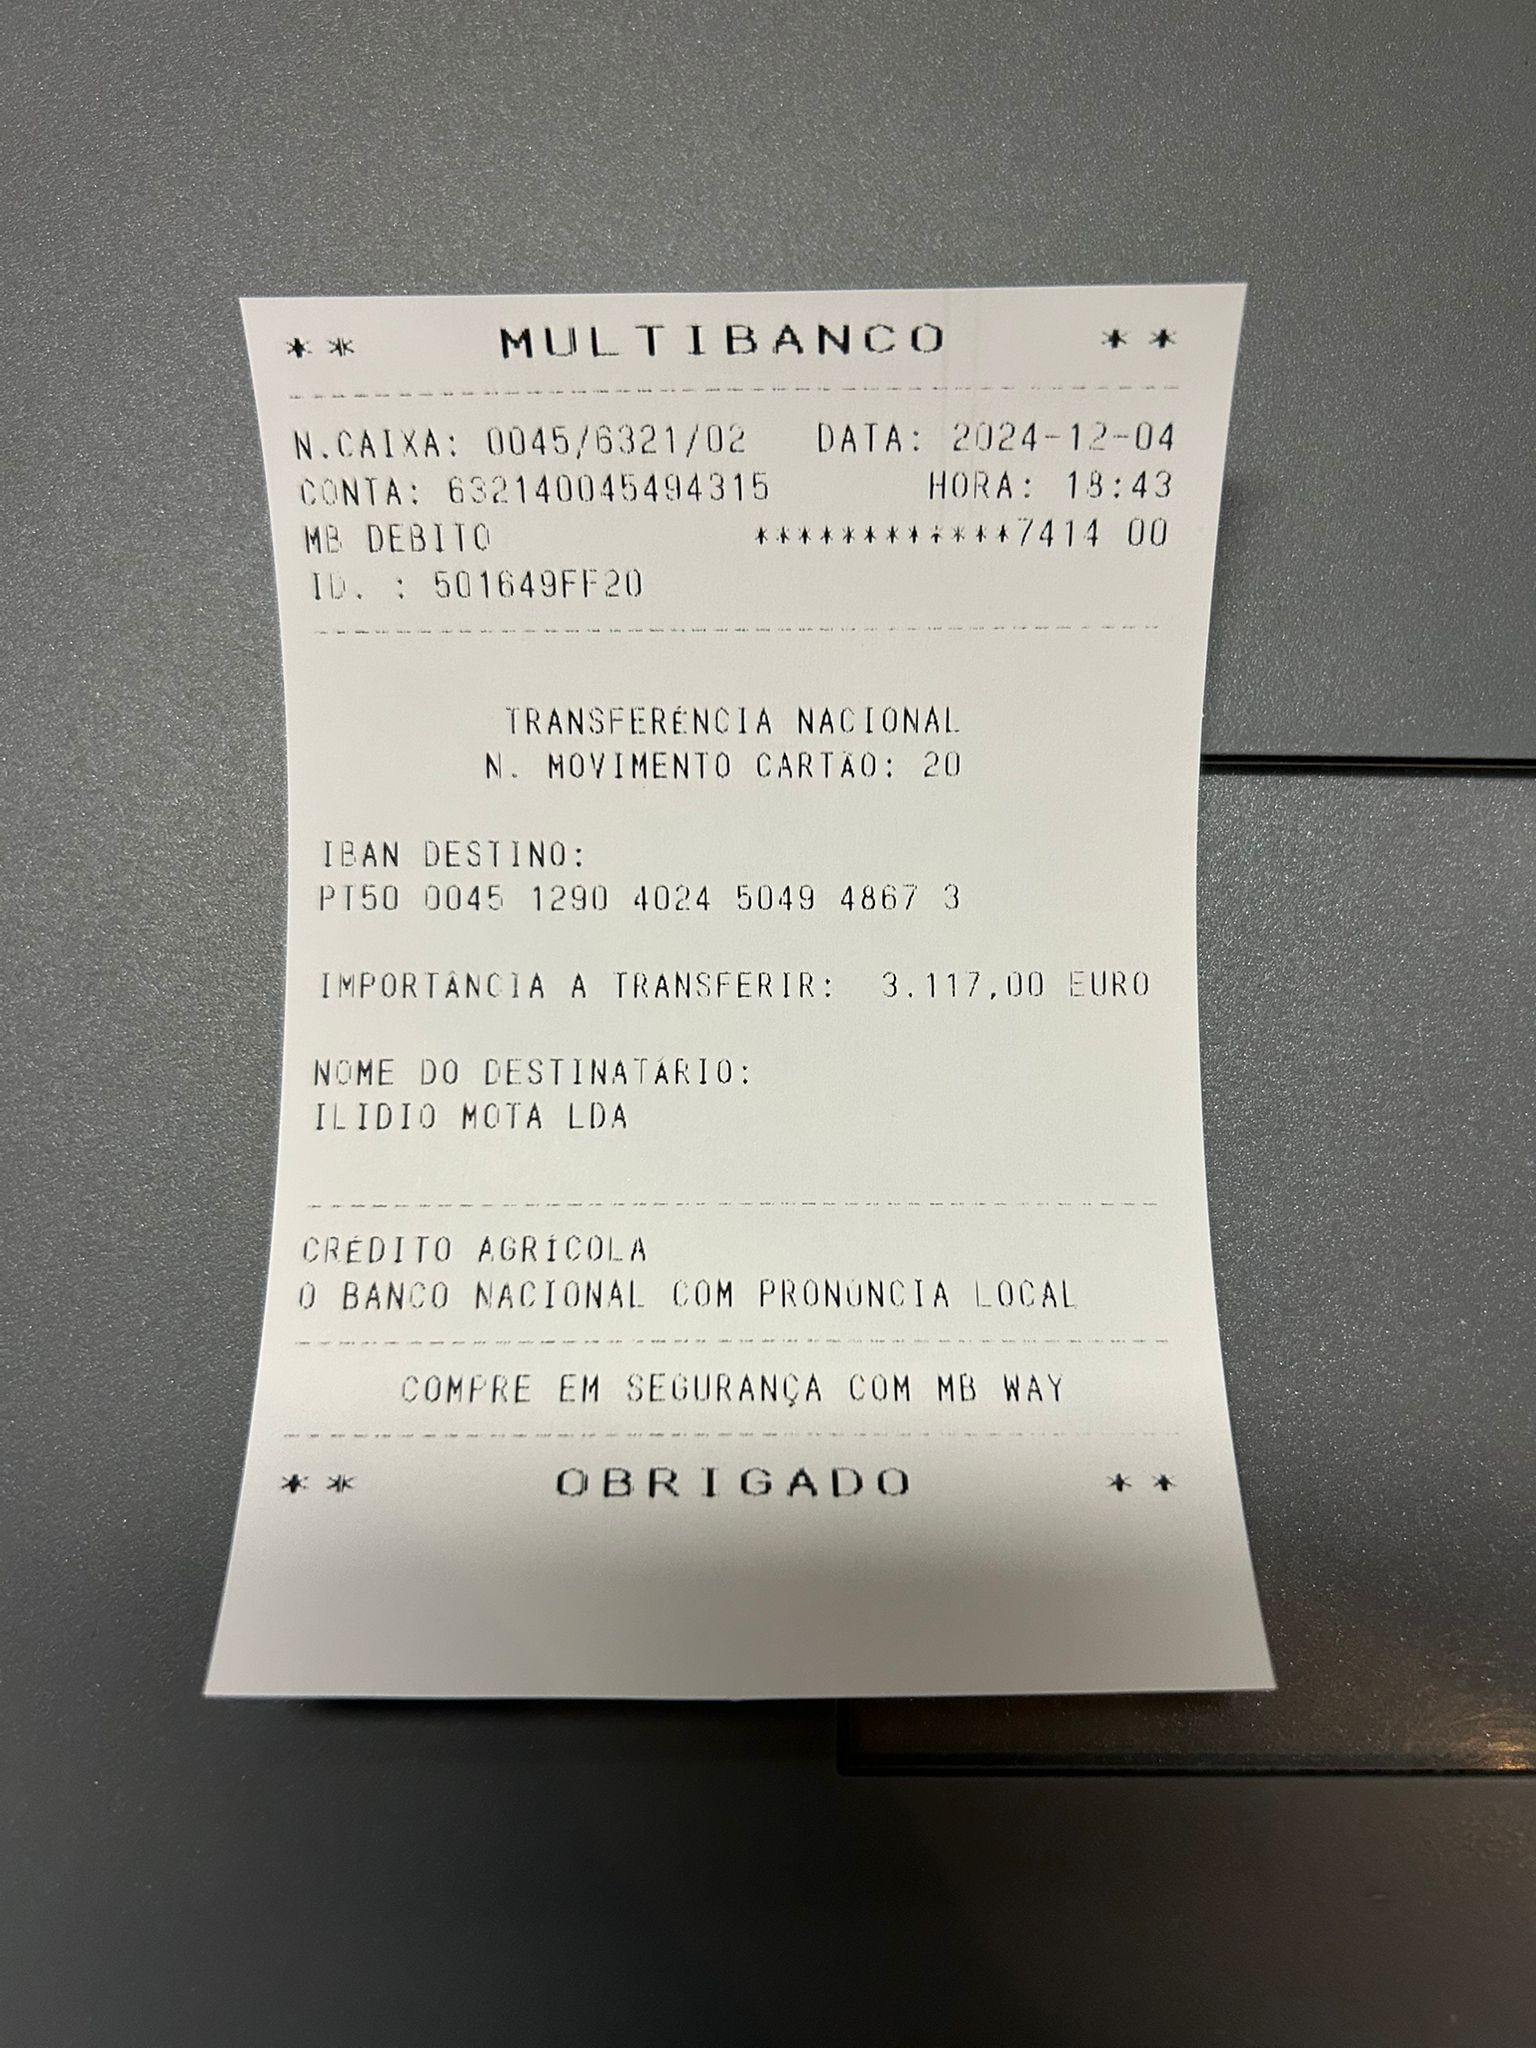 ** MULTIBANCO **
N.CAIXA: 0045/6321/02 DATA: 2024-12-04
CONTA: 632140045494315 HORA: 18:43
MB DEBITO ************7414 00
ID. : 501649FF20
TRANSFERÊNCIA NACIONAL
N. MOVIMENTO CARTÃO: 20
IBAN DESTINO:
PT50 0045 1290 4024 5049 4867 3
IMPORTÂNCIA A TRANSFERIR: 3.117,00 EURO
NOME DO DESTINATÁRIO:
ILIDIO MOTA LDA
CRÉDITO AGRÍCOLA
O BANCO NACIONAL COM PRONÚNCIA LOCAL
COMPRE EM SEGURANÇA COM MB WAY
** OBRIGADO **